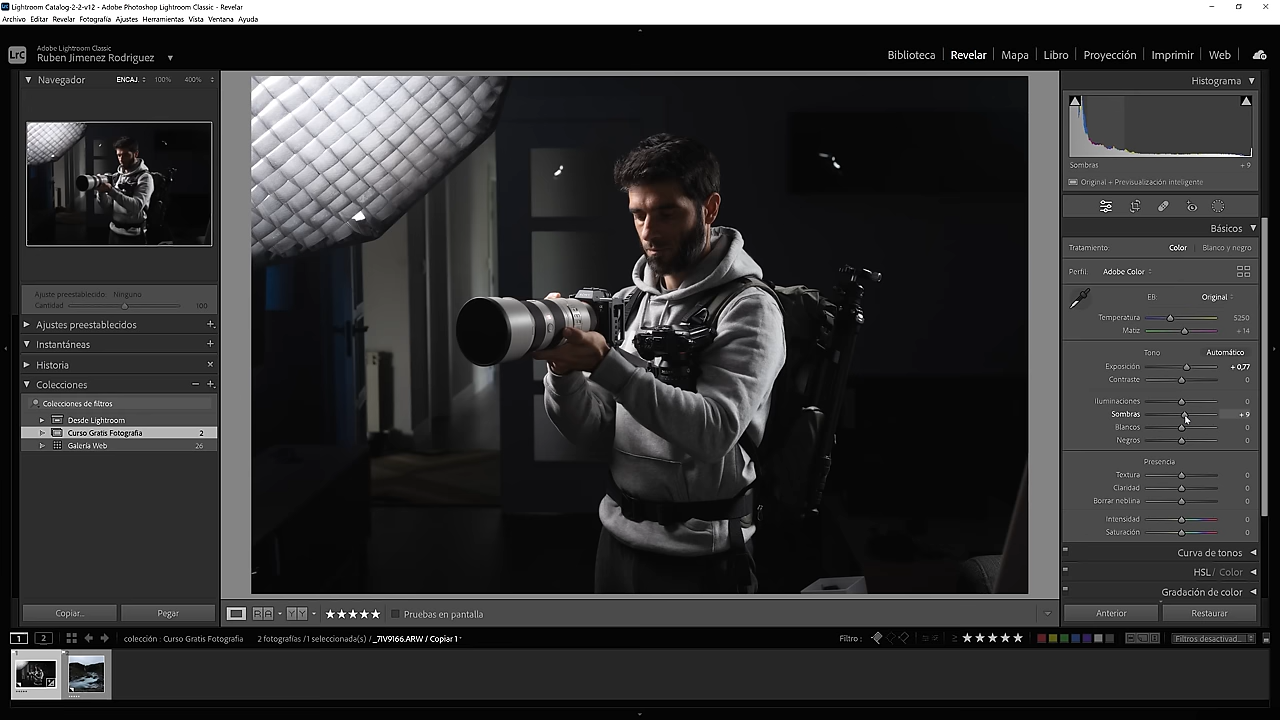 Lightroom Catalog-2-2-v12 - Adobe Photoshop Lightroom Classic - Revelar
Archivo Editar Revelar Fotografía Ajustes Herramientas Vista Ventana Ayuda
LrC
Adobe Lightroom Classic
Ruben Jimenez Rodriguez
Biblioteca | Revelar | Mapa | Libro | Proyección | Imprimir | Web
Navegador ENCAJ. 100% 400%
Histograma
Sombras + 9
Original + Previsualización inteligente
Básicos
Tratamiento: Color Blanco y negro
Perfil: Adobe Color
EB: Original
Temperatura 5250
Matiz + 14
Tono Automático
Exposición + 0,77
Contraste 0
Iluminaciones 0
Sombras + 9
Blancos 0
Negros 0
Presencia
Textura 0
Claridad 0
Borrar neblina 0
Intensidad 0
Saturación 0
Curva de tonos
HSL / Color
Gradación de color
Anterior Restaurar
Ajuste preestablecido: Ninguno
Cantidad 100
Ajustes preestablecidos
Instantáneas
Historia
Colecciones
Colecciones de filtros
Desde Lightroom
Curso Gratis Fotografía 2
Galería Web 26
Copiar... Pegar
Pruebas en pantalla
1 2 colección : Curso Gratis Fotografía 2 fotografías /1 seleccionada(s) / _7IV9166.ARW / Copiar 1
Filtro : Filtros desactivad...